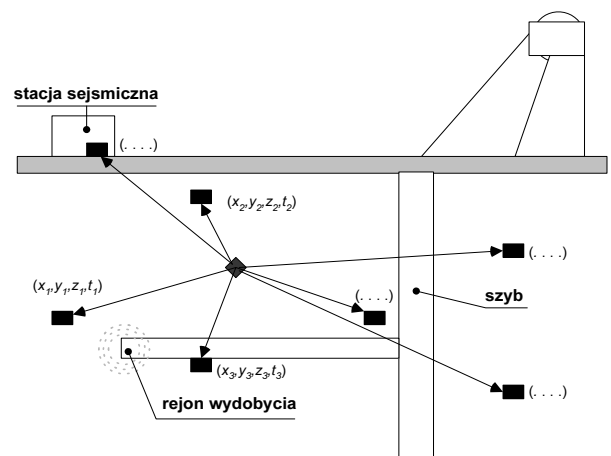 stacja sejsmiczna
(. . . .)
(x₂,y₂,z₂,t₂)
(. . . .)
(x₁,y₁,z₁,t₁)
(. . . .)
szyb
(x₃,y₃,z₃,t₃)
(. . . .)
rejon wydobycia